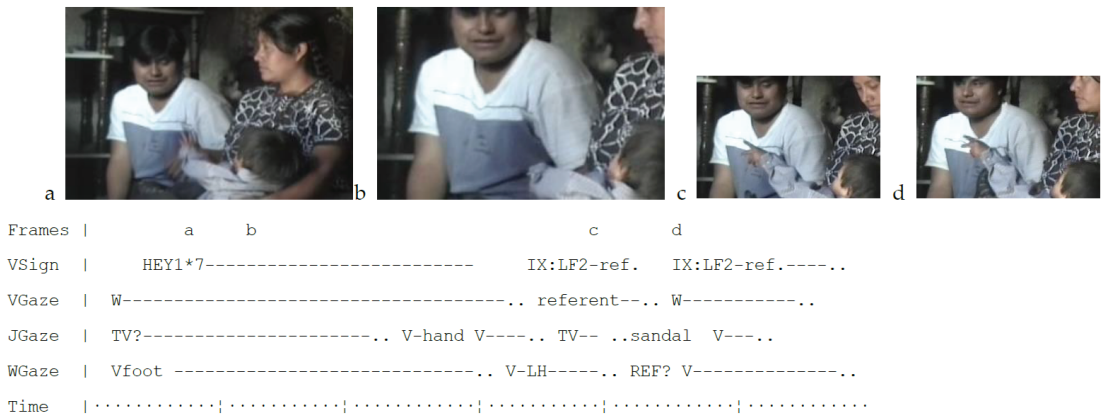 a b c d
Frames | a b c d
VSign | HEY1*7-------------------------- IX:LF2-ref. IX:LF2-ref.----..
VGaze | W-------------------------------------.. referent--.. W-----------..
JGaze | TV?----------------------.. V-hand V----.. TV-- ..sandal V---..
WGaze | Vfoot -----------------------------.. V-LH-----.. REF? V--------------..
Time |············¦···········¦············¦···········¦···········¦············